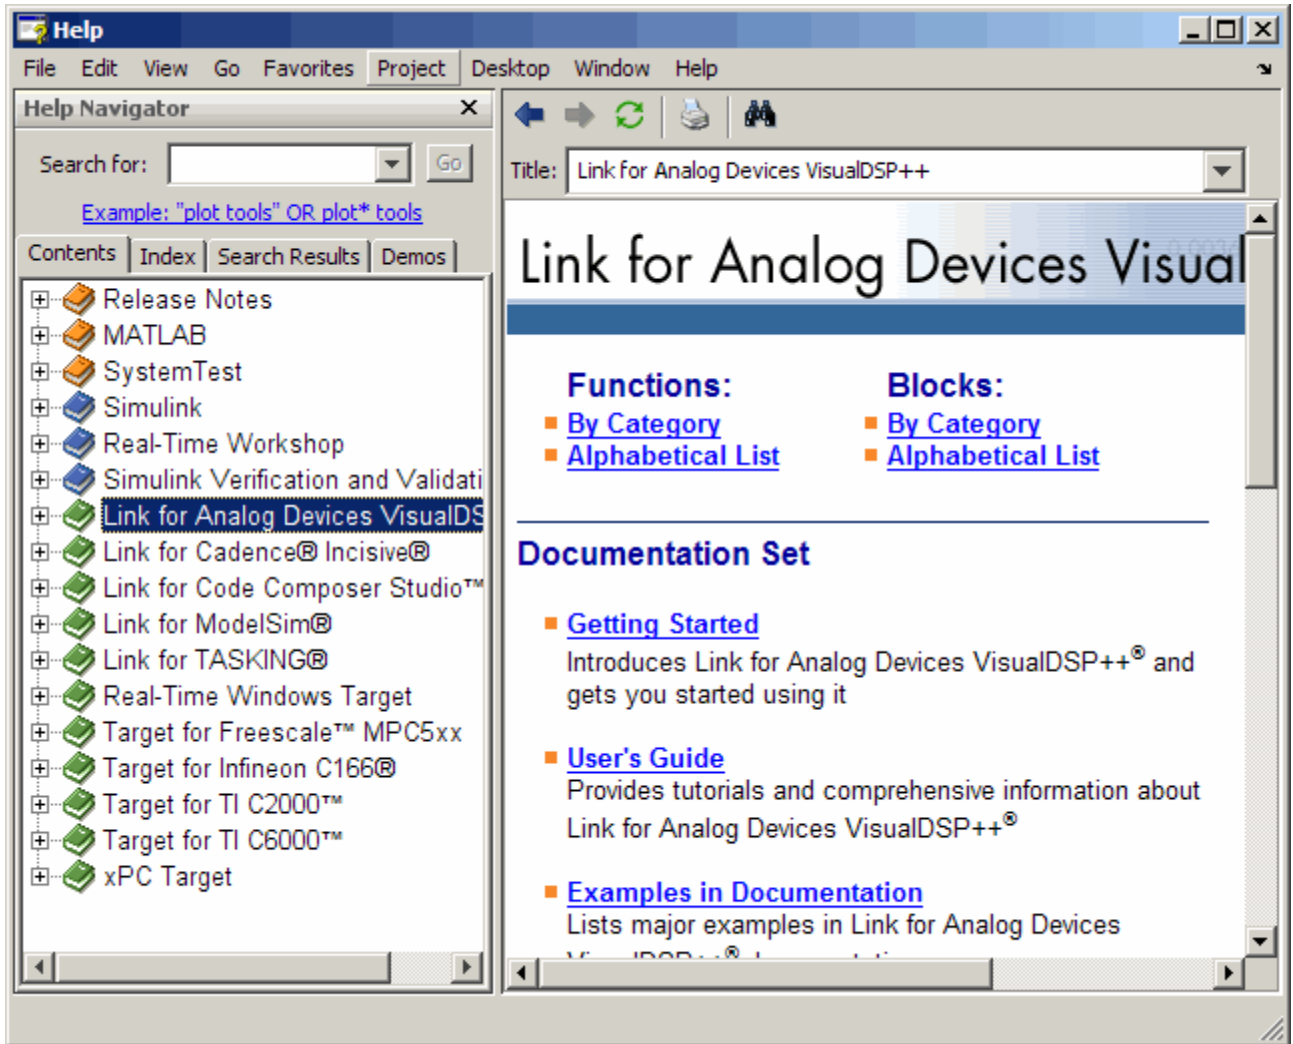 Help
File Edit View Go Favorites Project Desktop Window Help
Help Navigator
Search for: Go
Example: "plot tools" OR plot* tools
Contents Index Search Results Demos
Release Notes
MATLAB
SystemTest
Simulink
Real-Time Workshop
Simulink Verification and Validati
Link for Analog Devices VisualDS
Link for Cadence® Incisive®
Link for Code Composer Studio™
Link for ModelSim®
Link for TASKING®
Real-Time Windows Target
Target for Freescale™ MPC5xx
Target for Infineon C166®
Target for TI C2000™
Target for TI C6000™
xPC Target
Title: Link for Analog Devices VisualDSP++
Link for Analog Devices Visual
Functions: Blocks:
By Category By Category
Alphabetical List Alphabetical List
Documentation Set
Getting Started
Introduces Link for Analog Devices VisualDSP++® and
gets you started using it
User's Guide
Provides tutorials and comprehensive information about
Link for Analog Devices VisualDSP++®
Examples in Documentation
Lists major examples in Link for Analog Devices